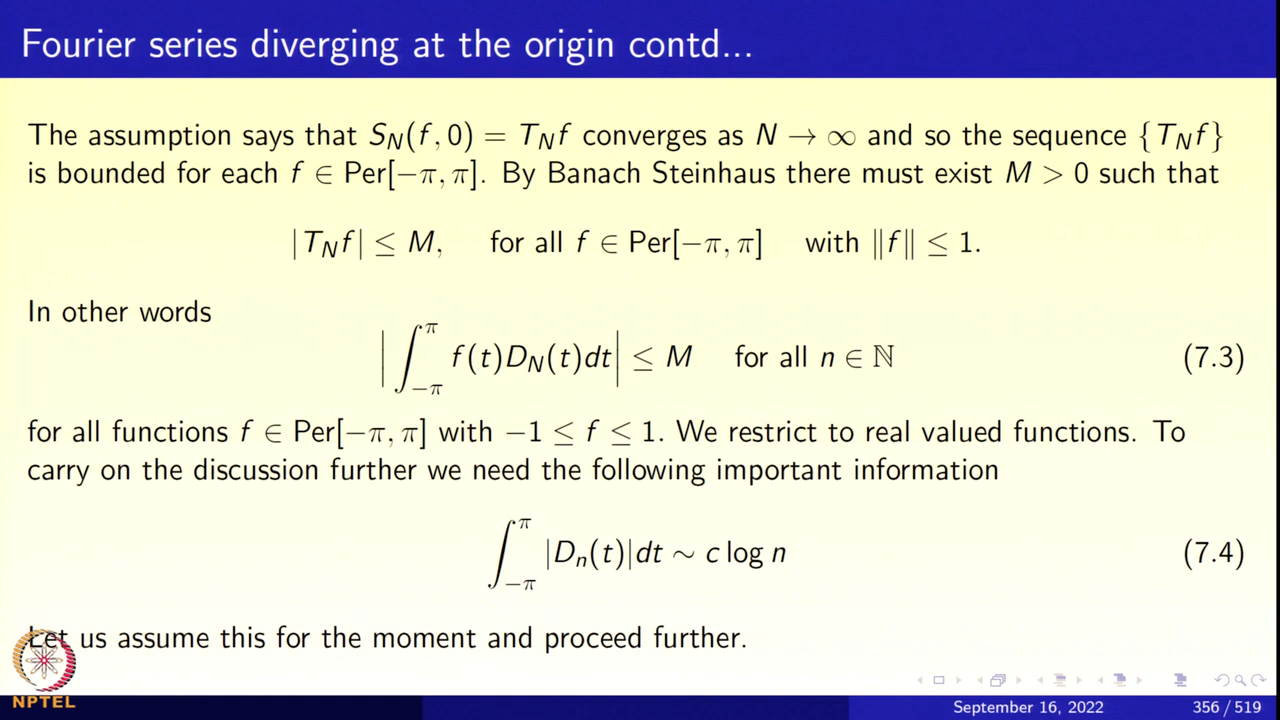 Fourier series diverging at the origin contd...
The assumption says that S_N(f, 0) = T_N f converges as N → ∞ and so the sequence {T_N f}
is bounded for each f ∈ Per[−π, π]. By Banach Steinhaus there must exist M > 0 such that
|T_N f| ≤ M, for all f ∈ Per[−π, π] with ‖f‖ ≤ 1.
In other words
|∫_{−π}^{π} f(t)D_N(t)dt| ≤ M for all n ∈ ℕ (7.3)
for all functions f ∈ Per[−π, π] with −1 ≤ f ≤ 1. We restrict to real valued functions. To
carry on the discussion further we need the following important information
∫_{−π}^{π} |D_n(t)|dt ∼ c log n (7.4)
Let us assume this for the moment and proceed further.
NPTEL
September 16, 2022 356 / 519